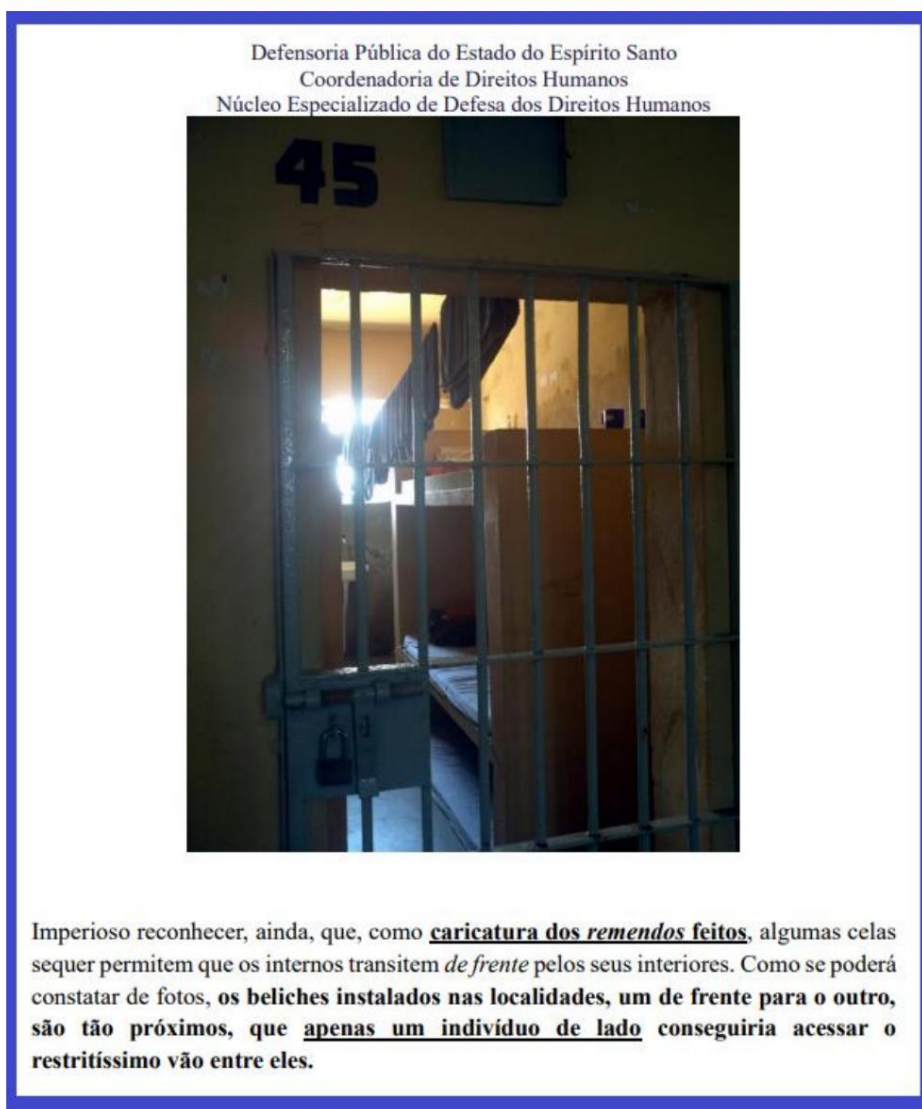 Defensoria Pública do Estado do Espírito Santo
Coordenadoria de Direitos Humanos
Núcleo Especializado de Defesa dos Direitos Humanos
45
Imperioso reconhecer, ainda, que, como caricatura dos remendos feitos, algumas celas
sequer permitem que os internos transitem de frente pelos seus interiores. Como se poderá
constatar de fotos, os beliches instalados nas localidades, um de frente para o outro,
são tão próximos, que apenas um indivíduo de lado conseguiria acessar o
restritíssimo vão entre eles.